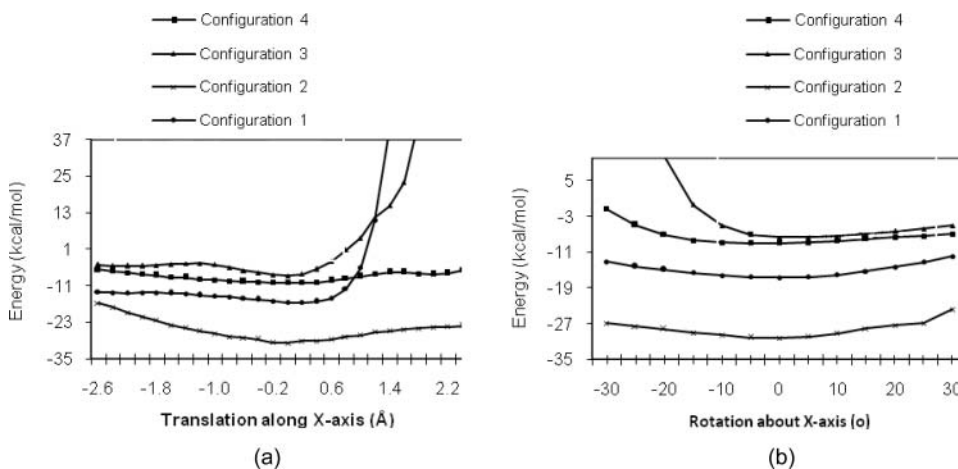 Configuration 4
Configuration 3
Configuration 2
Configuration 1
37
25
13
1
-11
-23
-35
Energy (kcal/mol)
-2.6 -1.8 -1.0 -0.2 0.6 1.4 2.2
Translation along X-axis (Å)
(a)
Configuration 4
Configuration 3
Configuration 2
Configuration 1
5
-3
-11
-19
-27
-35
Energy (kcal/mol)
-30 -20 -10 0 10 20 30
Rotation about X-axis (o)
(b)